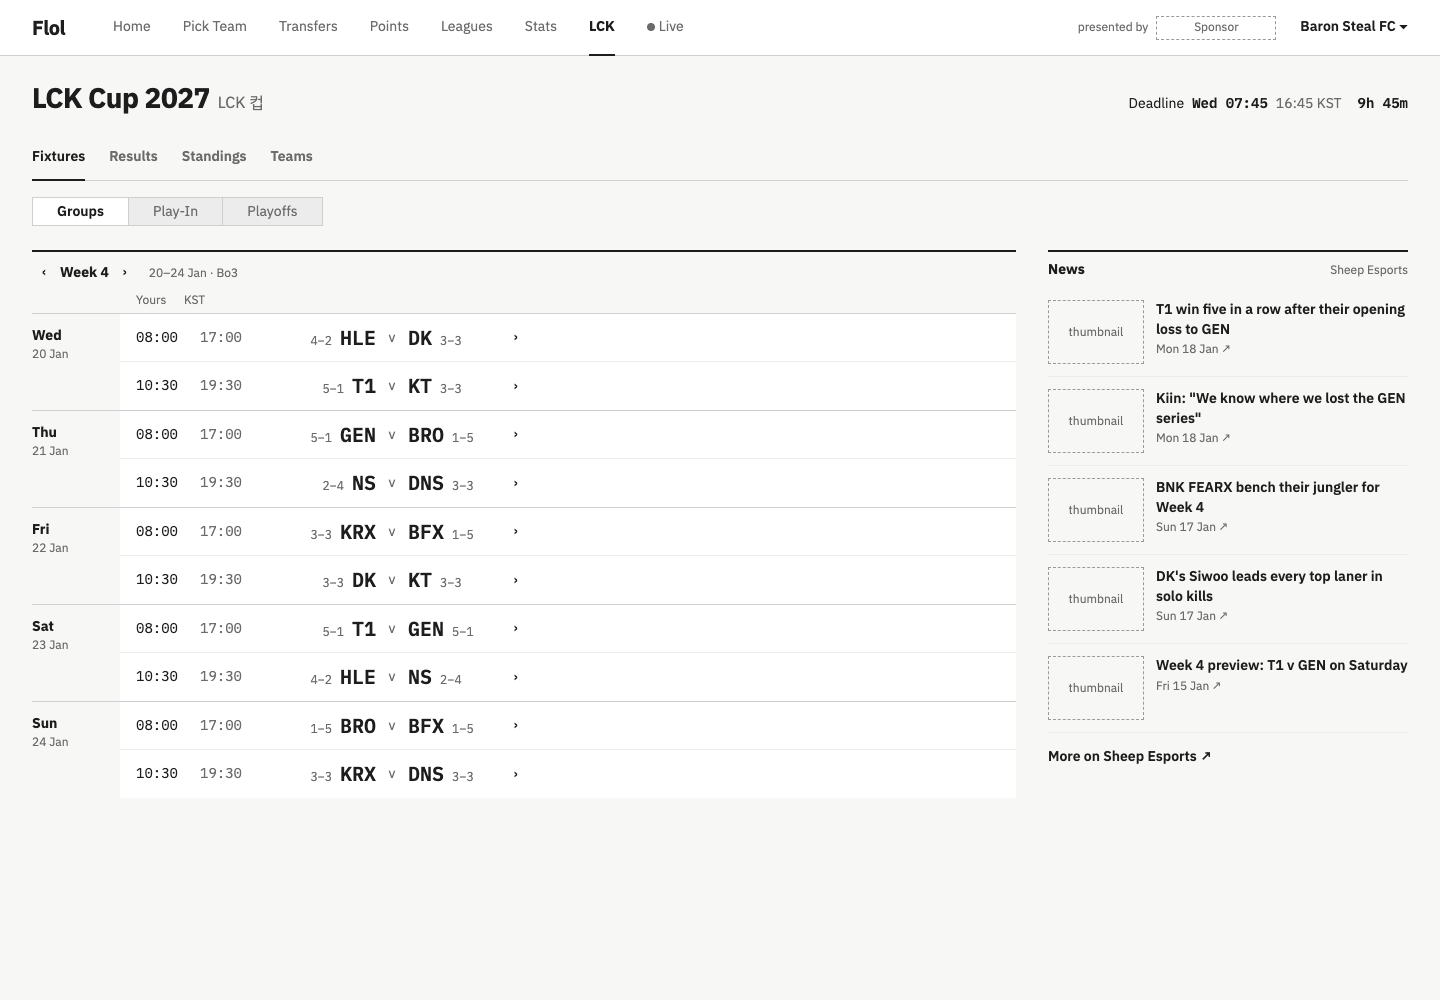 Flol Home Pick Team Transfers Points Leagues Stats LCK Live presented by Sponsor Baron Steal FC
LCK Cup 2027 LCK 컵
Deadline Wed 07:45 16:45 KST 9h 45m
Fixtures Results Standings Teams
Groups Play-In Playoffs
‹ Week 4 › 20–24 Jan · Bo3
Yours KST
Wed 08:00 17:00 4–2 HLE v DK 3–3 ›
20 Jan
10:30 19:30 5–1 T1 v KT 3–3 ›
Thu 08:00 17:00 5–1 GEN v BRO 1–5 ›
21 Jan
10:30 19:30 2–4 NS v DNS 3–3 ›
Fri 08:00 17:00 3–3 KRX v BFX 1–5 ›
22 Jan
10:30 19:30 3–3 DK v KT 3–3 ›
Sat 08:00 17:00 5–1 T1 v GEN 5–1 ›
23 Jan
10:30 19:30 4–2 HLE v NS 2–4 ›
Sun 08:00 17:00 1–5 BRO v BFX 1–5 ›
24 Jan
10:30 19:30 3–3 KRX v DNS 3–3 ›
News Sheep Esports
thumbnail
T1 win five in a row after their opening
loss to GEN
Mon 18 Jan ↗
thumbnail
Kiin: "We know where we lost the GEN
series"
Mon 18 Jan ↗
thumbnail
BNK FEARX bench their jungler for
Week 4
Sun 17 Jan ↗
thumbnail
DK's Siwoo leads every top laner in
solo kills
Sun 17 Jan ↗
thumbnail
Week 4 preview: T1 v GEN on Saturday
Fri 15 Jan ↗
More on Sheep Esports ↗